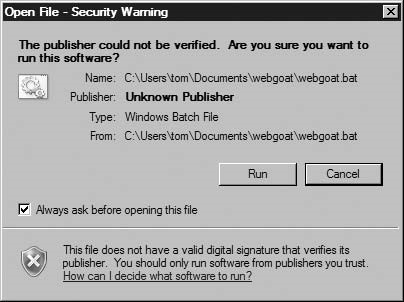 Open File - Security Warning
The publisher could not be verified.  Are you sure you want to
run this software?
Name: C:\Users\tom\Documents\webgoat\webgoat.bat
Publisher: Unknown Publisher
Type: Windows Batch File
From: C:\Users\tom\Documents\webgoat\webgoat.bat
Run Cancel
Always ask before opening this file
This file does not have a valid digital signature that verifies its
publisher.  You should only run software from publishers you trust.
How can I decide what software to run?